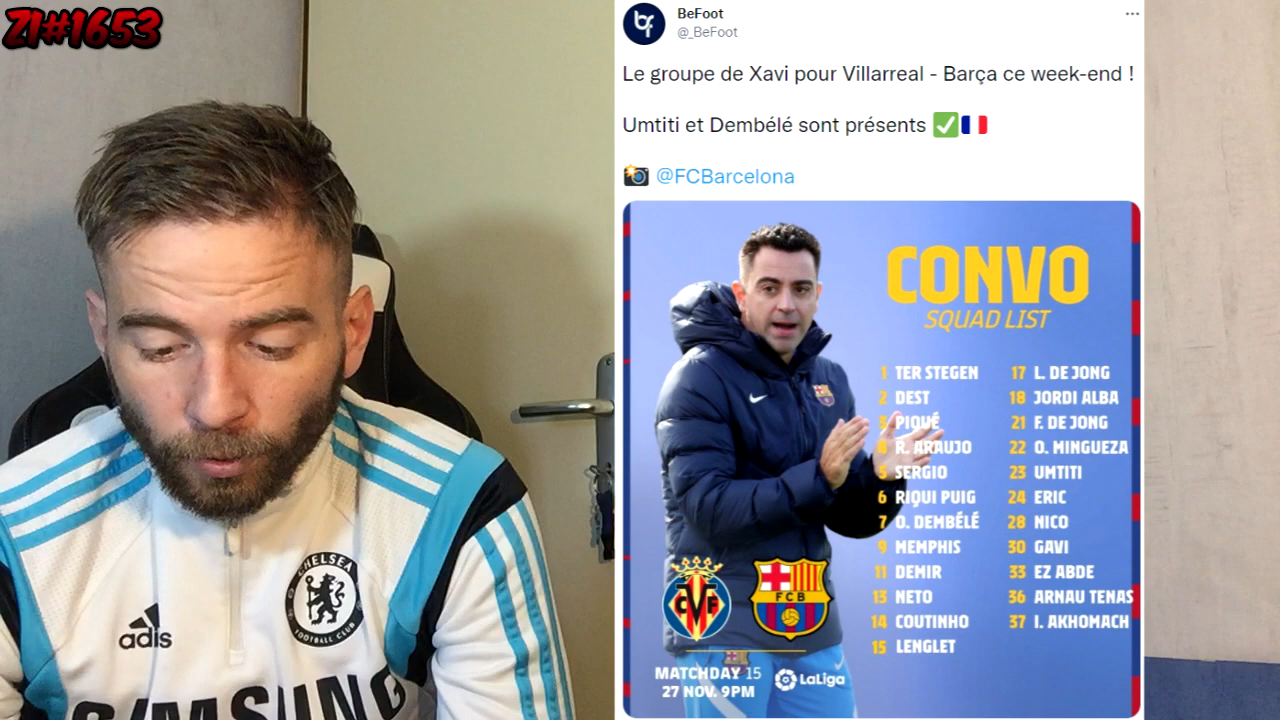 ZI#1653
BeFoot
@_BeFoot
Le groupe de Xavi pour Villarreal - Barça ce week-end !
Umtiti et Dembélé sont présents ✅🇫🇷
📸 @FCBarcelona
CONVO
SQUAD LIST
1 TER STEGEN
2 DEST
3 PIQUÉ
4 R. ARAUJO
5 SERGIO
6 RIQUI PUIG
7 O. DEMBÉLÉ
9 MEMPHIS
11 DEMIR
13 NETO
14 COUTINHO
15 LENGLET
17 L. DE JONG
18 JORDI ALBA
21 F. DE JONG
22 O. MINGUEZA
23 UMTITI
24 ERIC
28 NICO
30 GAVI
33 EZ ABDE
36 ARNAU TENAS
37 I. AKHOMACH
CVF
FCB
MATCHDAY 15
27 NOV. 9PM
LaLiga
CHELSEA
FOOTBALL CLUB
adis
SAMSUNG